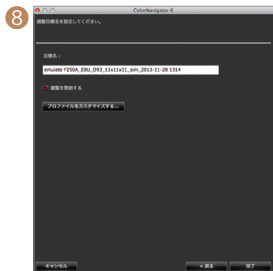 8
ColorNavigator 6
調整目標名を設定してください。
目標名：
emulate P250A_EBU_D93_11x11x11_sim_2013-11-28 1314
調整を開始する
プロファイルをカスタマイズする...
キャンセル
< 戻る
完了